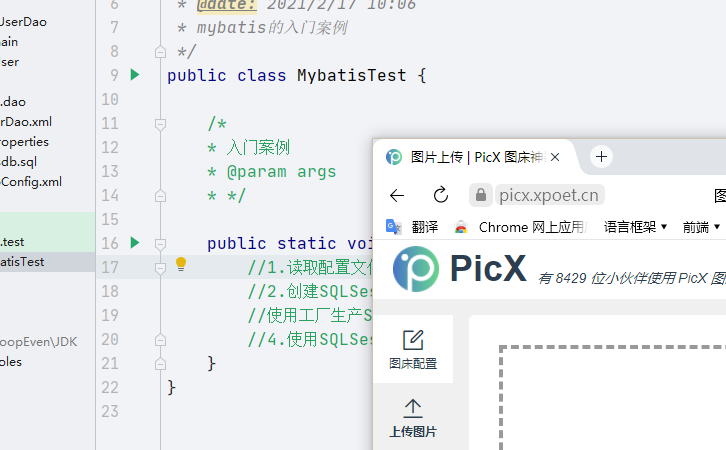 UserDao
main
ser
.dao
rDao.xml
roperties
sdb.sql
Config.xml
.test
atisTest
oopEven\JDK
oles
6 * @date: 2021/2/17 10:06
7 * mybatis的入门案例
8 */
9 public class MybatisTest {
10
11 /*
12 * 入门案例
13 * @param args
14 * */
15
16 public static voi
17 //1.读取配置文件
18 //2.创建SQLSes
19 //使用工厂生产S
20 //4.使用SQLSes
21 }
22 }
23
图片上传 | PicX 图床神
picx.xpoet.cn
图
翻译 Chrome 网上应用 语言框架 前端
PicX 有 8429 位小伙伴使用 PicX 图
图床配置
上传图片